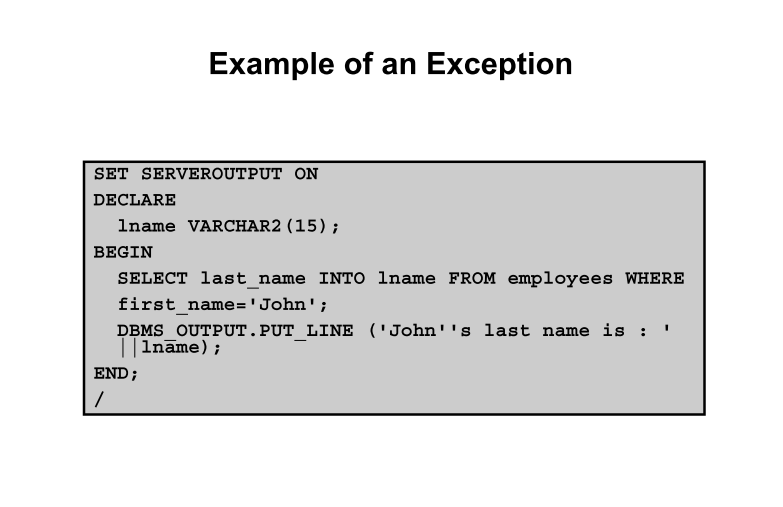 Example of an Exception
SET SERVEROUTPUT ON
DECLARE
lname VARCHAR2(15);
BEGIN
SELECT last_name INTO lname FROM employees WHERE
first_name='John';
DBMS_OUTPUT.PUT_LINE ('John''s last name is : '
||lname);
END;
/